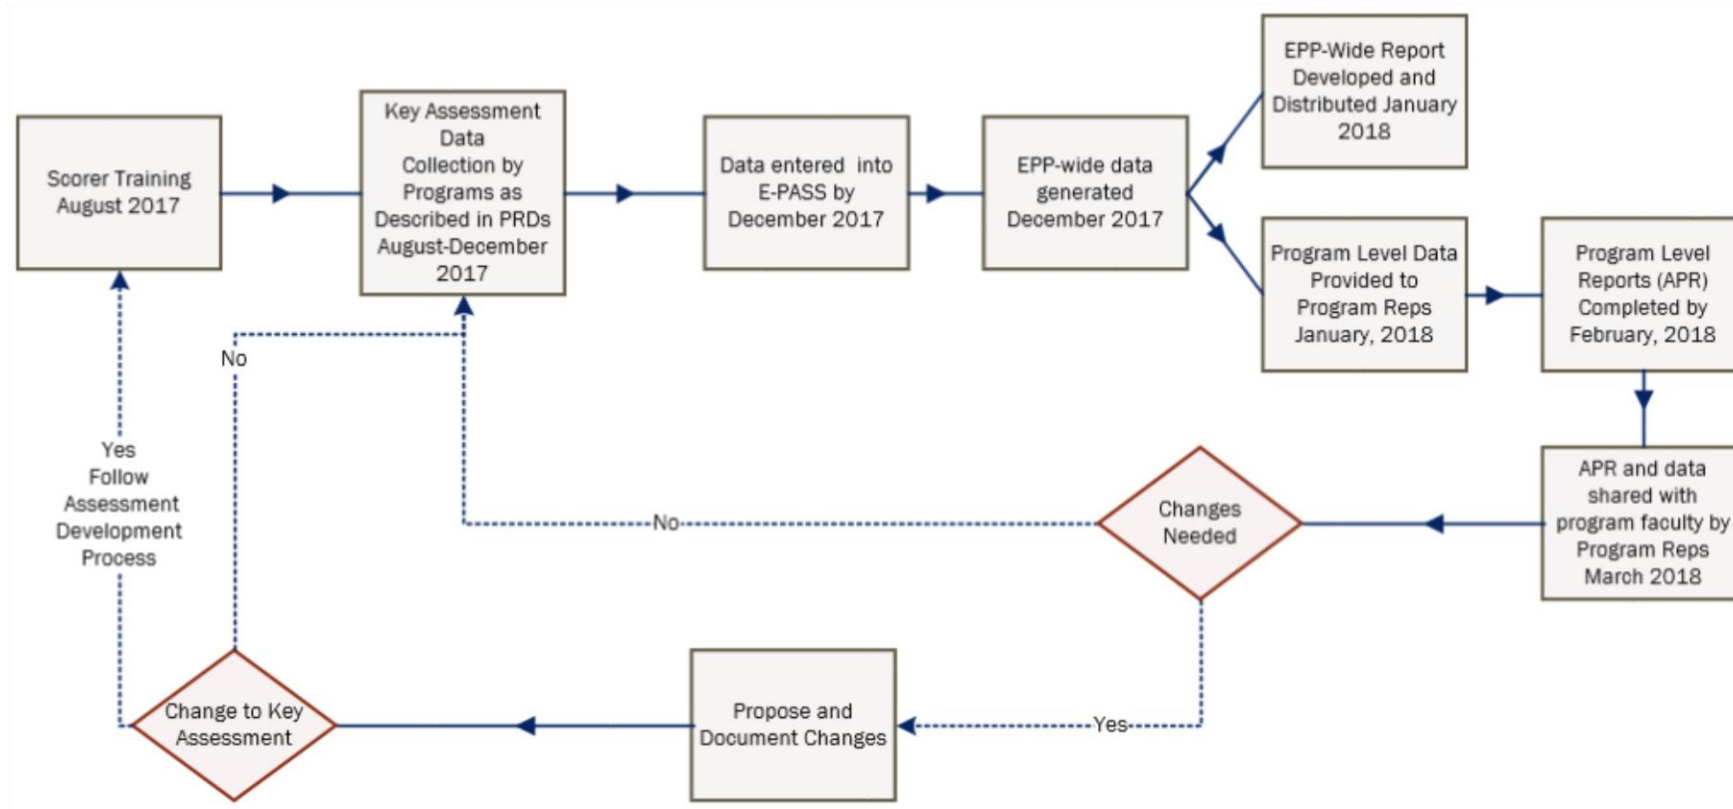 EPP-Wide Report
Developed and
Distributed January
2018
Scorer Training
August 2017
Key Assessment
Data
Collection by
Programs as
Described in PRDs
August-December
2017
Data entered into
E-PASS by
December 2017
EPP-wide data
generated
December 2017
Program Level Data
Provided to
Program Reps
January, 2018
Program Level
Reports (APR)
Completed by
February, 2018
APR and data
shared with
program faculty by
Program Reps
March 2018
Changes
Needed
No
Yes
Propose and
Document Changes
Change to Key
Assessment
No
Yes
Follow
Assessment
Development
Process